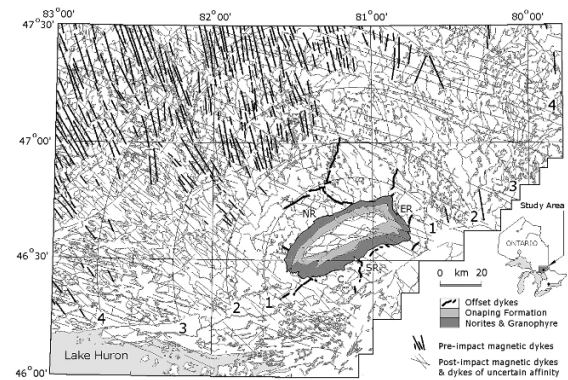 83°00' 82°00' 81°00' 80°00'
47°30'
4
47°00'
3
Study Area
NR ER 1 2
ONTARIO
46°30'
SR
0 km 20
1 2
Offset dykes
4 3
Onaping Formation
Norites & Granophyre
Lake Huron
Pre-impact magnetic dykes
Post-impact magnetic dykes
& dykes of uncertain affinity
46°00'